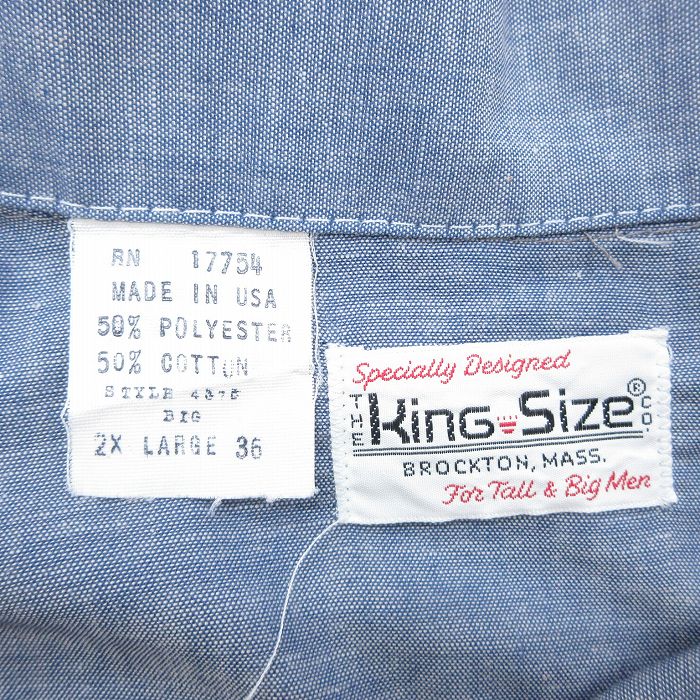 RN 17754
MADE IN USA
50% POLYESTER
50% COTTON
STYLE
BIG
2X LARGE 36
Specially Designed
THE King-Size® CO.
BROCKTON, MASS.
For Tall & Big Men